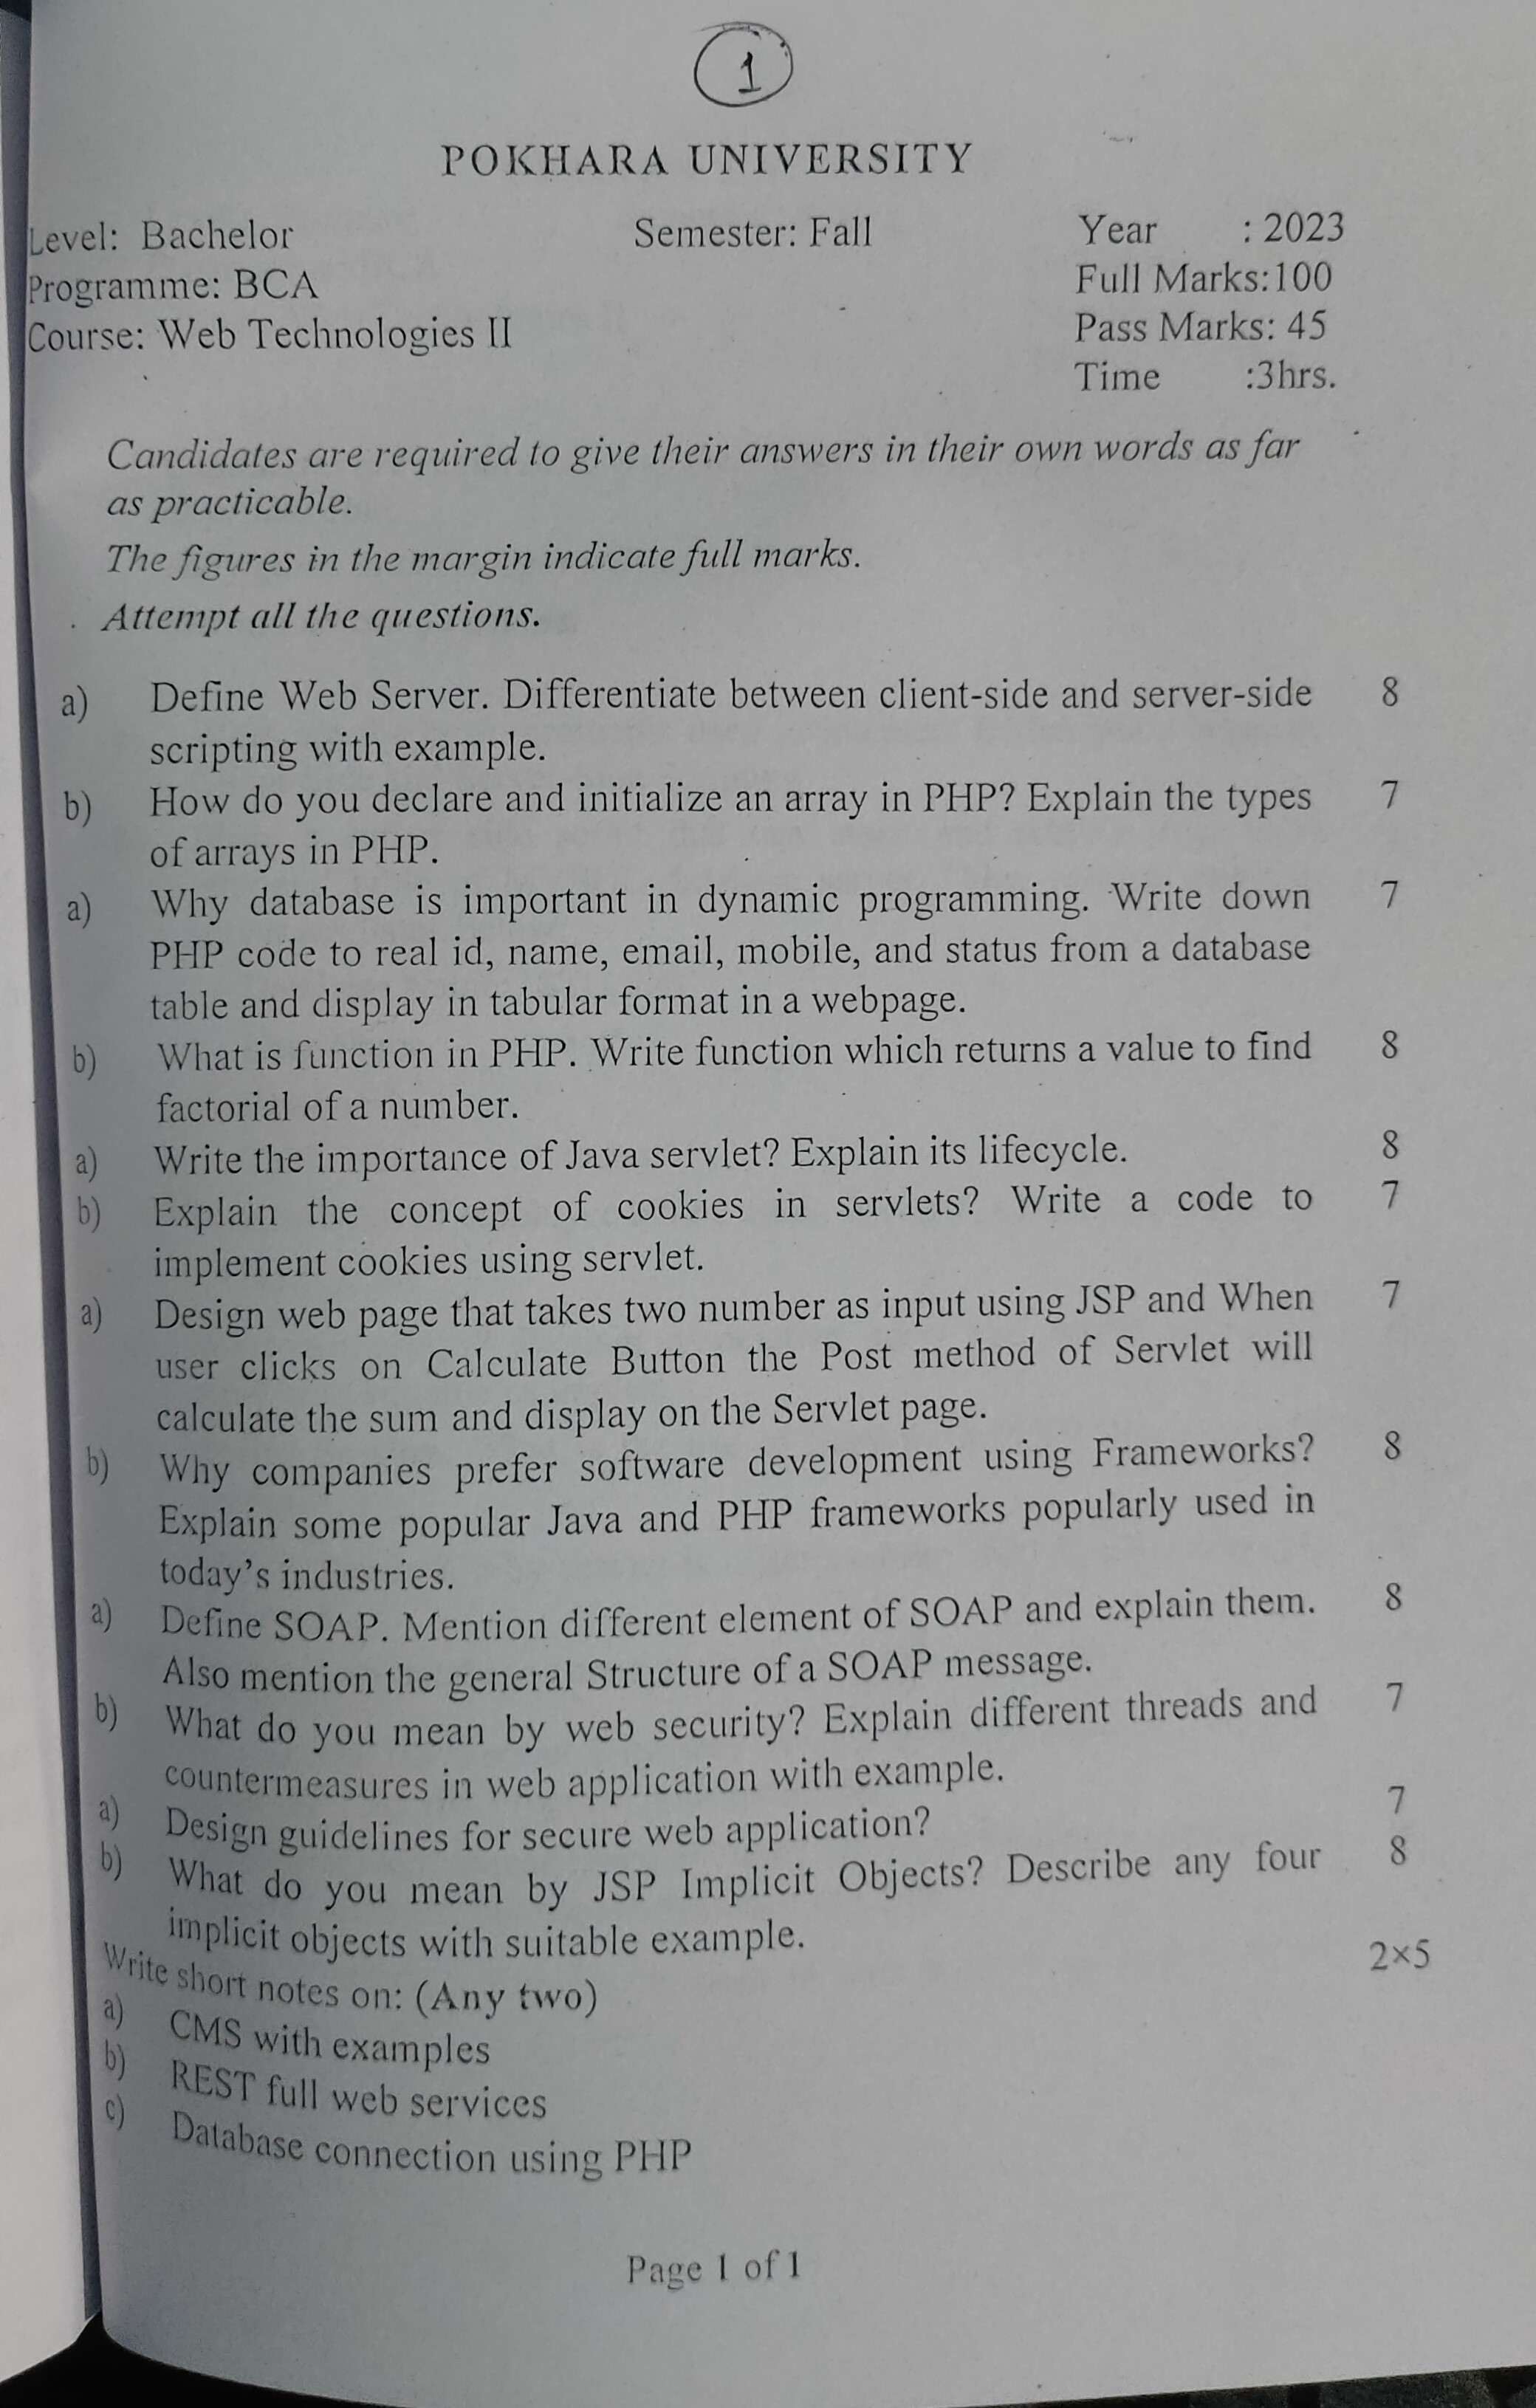 1
POKHARA UNIVERSITY
Level: Bachelor Semester: Fall Year : 2023
Programme: BCA Full Marks:100
Course: Web Technologies II Pass Marks: 45
Time :3hrs.
Candidates are required to give their answers in their own words as far
as practicable.
The figures in the margin indicate full marks.
Attempt all the questions.
a) Define Web Server. Differentiate between client-side and server-side 8
scripting with example.
b) How do you declare and initialize an array in PHP? Explain the types 7
of arrays in PHP.
a) Why database is important in dynamic programming. Write down 7
PHP code to real id, name, email, mobile, and status from a database
table and display in tabular format in a webpage.
b) What is function in PHP. Write function which returns a value to find 8
factorial of a number.
a) Write the importance of Java servlet? Explain its lifecycle. 8
b) Explain the concept of cookies in servlets? Write a code to 7
implement cookies using servlet.
a) Design web page that takes two number as input using JSP and When 7
user clicks on Calculate Button the Post method of Servlet will
calculate the sum and display on the Servlet page.
b) Why companies prefer software development using Frameworks? 8
Explain some popular Java and PHP frameworks popularly used in
today's industries.
a) Define SOAP. Mention different element of SOAP and explain them. 8
Also mention the general Structure of a SOAP message.
b) What do you mean by web security? Explain different threads and 7
countermeasures in web application with example.
a) Design guidelines for secure web application? 7
b) What do you mean by JSP Implicit Objects? Describe any four 8
implicit objects with suitable example.
Write short notes on: (Any two) 2×5
a) CMS with examples
b) REST full web services
c) Database connection using PHP
Page 1 of 1